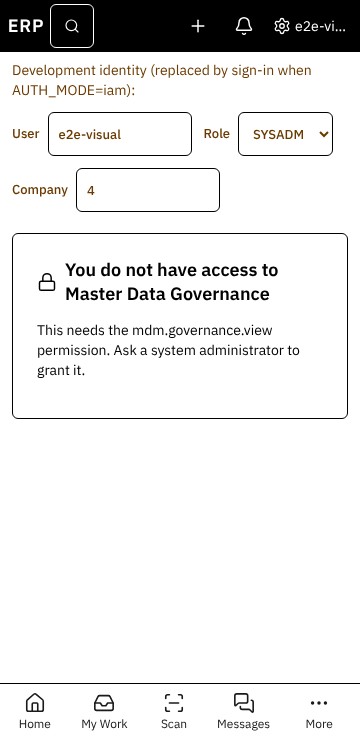 ERP
e2e-vi...
Development identity (replaced by sign-in when
AUTH_MODE=iam):
User e2e-visual Role SYSADM
Company 4
You do not have access to
Master Data Governance
This needs the mdm.governance.view
permission. Ask a system administrator to
grant it.
Home My Work Scan Messages More